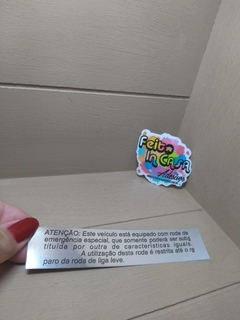 Feito
IN CASA
Adesivos
ATENÇÃO: Este veículo está equipado com roda de
emergência especial, que somente poderá ser subs
tituída por outra de características iguais.
A utilização desta roda é restrita até o re
paro da roda de liga leve.